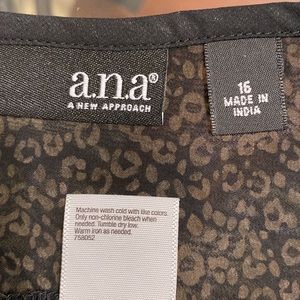 a.n.a®
A NEW APPROACH
16
MADE IN
INDIA
Machine wash cold with like colors.
Only non-chlorine bleach when
needed. Tumble dry low.
Warm iron as needed.
758052